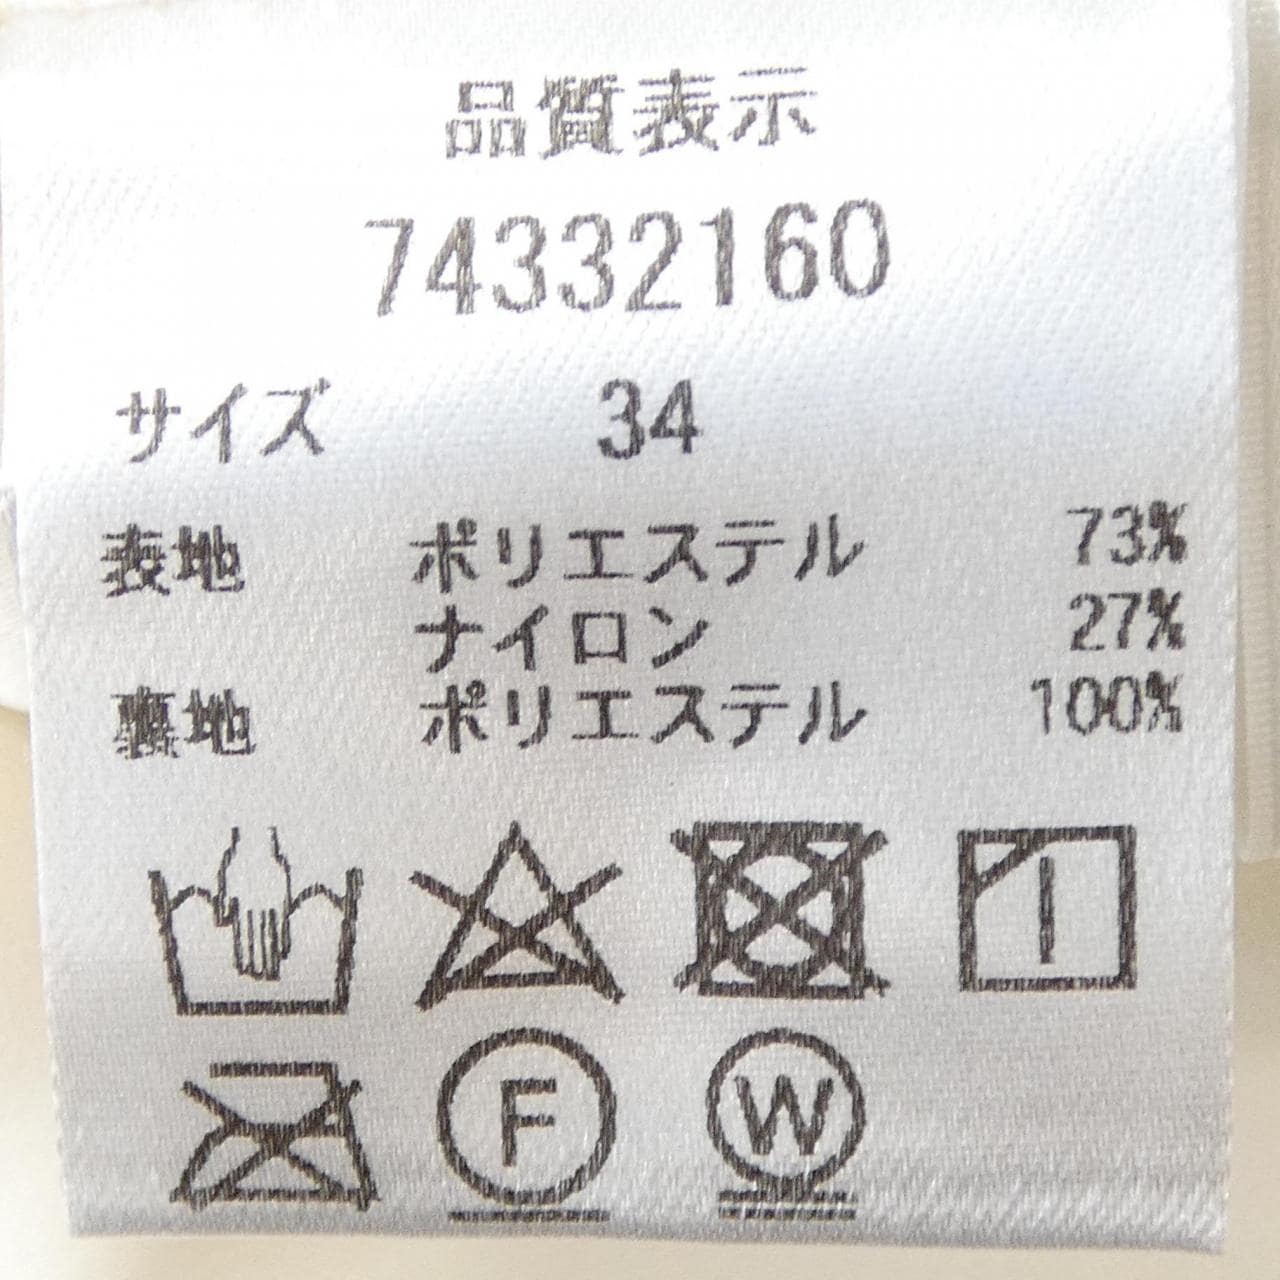 品質表示
74332160
サイズ 34
表地 ポリエステル 73%
ナイロン 27%
裏地 ポリエステル 100%
F W